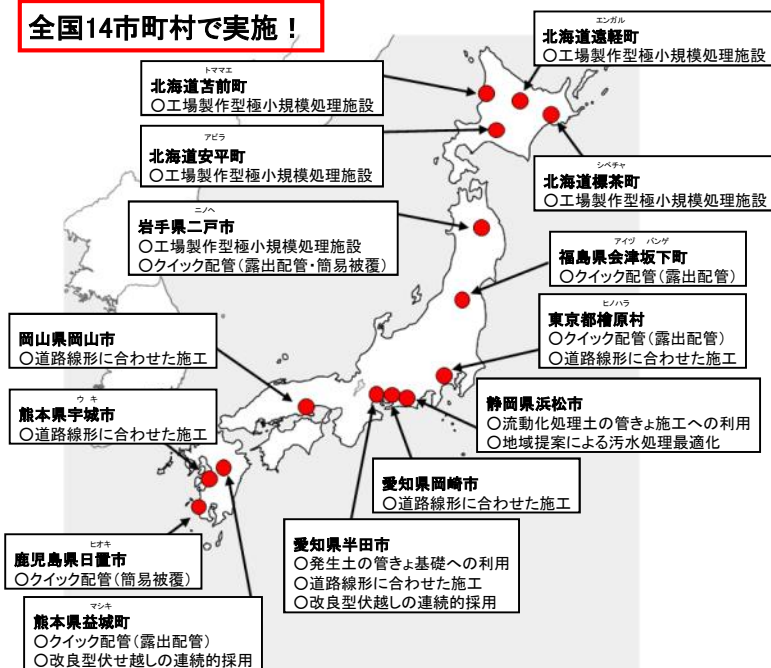 全国14市町村で実施！
エンガル
北海道遠軽町
○工場製作型極小規模処理施設
トママエ
北海道苫前町
○工場製作型極小規模処理施設
アビラ
北海道安平町
○工場製作型極小規模処理施設
シベチャ
北海道標茶町
○工場製作型極小規模処理施設
ニノヘ
岩手県二戸市
○工場製作型極小規模処理施設
○クイック配管(露出配管・簡易被覆)
アイヅ バンゲ
福島県会津坂下町
○クイック配管(露出配管)
ヒノハラ
東京都檜原村
○クイック配管(露出配管)
○道路線形に合わせた施工
岡山県岡山市
○道路線形に合わせた施工
ウキ
熊本県宇城市
○道路線形に合わせた施工
静岡県浜松市
○流動化処理土の管きょ施工への利用
○地域提案による汚水処理最適化
愛知県岡崎市
○道路線形に合わせた施工
愛知県半田市
○発生土の管きょ基礎への利用
○道路線形に合わせた施工
○改良型伏越しの連続的採用
ヒオキ
鹿児島県日置市
○クイック配管(簡易被覆)
マシキ
熊本県益城町
○クイック配管(露出配管)
○改良型伏せ越しの連続的採用